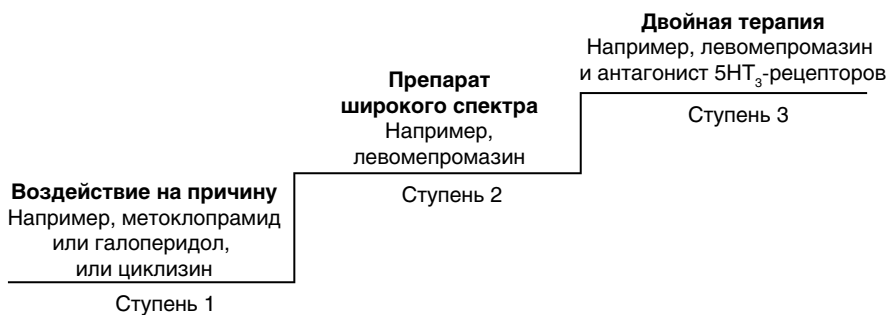 Двойная терапия
Например, левомепромазин
и антагонист 5HT₃-рецепторов
Ступень 3
Препарат
широкого спектра
Например,
левомепромазин
Ступень 2
Воздействие на причину
Например, метоклопрамид
или галоперидол,
или циклизин
Ступень 1